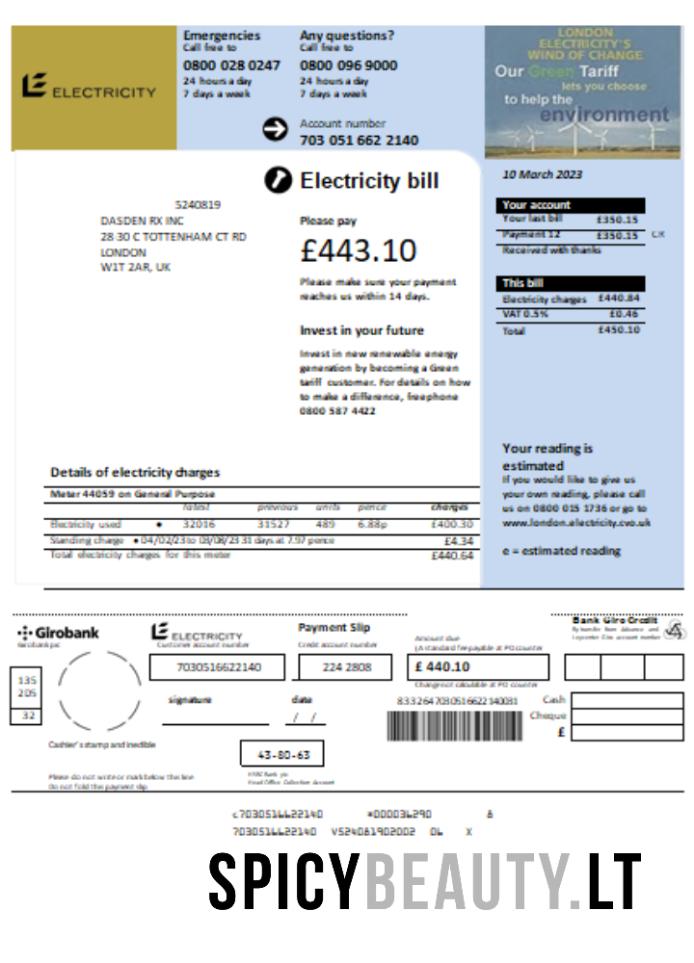 Emergencies
Call free to
0800 028 0247
24 hours a day
7 days a week
Any questions?
Call free to
0800 096 9000
24 hours a day
7 days a week
Account number
703 051 662 2140
ELECTRICITY
LONDON
ELECTRICITY'S
WIND OF CHANGE
Our Green Tariff
lets you choose
to help the
environment
Electricity bill
10 March 2023
5240819
DASDEN RX INC
28 30 C TOTTENHAM CT RD
LONDON
W1T 2AR, UK
Please pay
£443.10
Please make sure your payment
reaches us within 14 days.
Invest in your future
Invest in new renewable energy
generation by becoming a Green
tariff customer. For details on how
to make a difference, freephone
0800 587 4422
Your account
Your last bill £350.15
Payment 12 £350.15 CR
Received with thanks
This bill
Electricity charges £440.84
VAT 0.5% £0.46
Total £450.10
Your reading is
estimated
If you would like to give us
your own reading, please call
us on 0800 015 1736 or go to
www.london.electricity.cvo.uk
e = estimated reading
Details of electricity charges
Meter 44059 on General Purpose
latest previous units pence charges
Electricity used • 32016 31527 489 6.88p £400.30
Standing charge • 04/02/23 to 31 days at 7.97 pence £4.34
Total electricity charges for this meter £440.64
Girobank
ELECTRICITY
Customer account number
7030516622140
Payment Slip
Credit account number
224 2808
Amount due
(A standard fee payable at PO counter
£ 440.10
Change not calculable at PO counter
Bank Giro Credit
135
205
32
signature
date
/ /
8332647030516622140031
Cash
Cheque
£
Cashier's stamp and inedible
43-80-63
HSBC Bank plc
Head Office Collection Account
Please do not write or mark below this line
Do not fold this payment slip
c7030516622140 *000036290 8
7030516622140 V524081902002 06 X
SPICYBEAUTY.LT